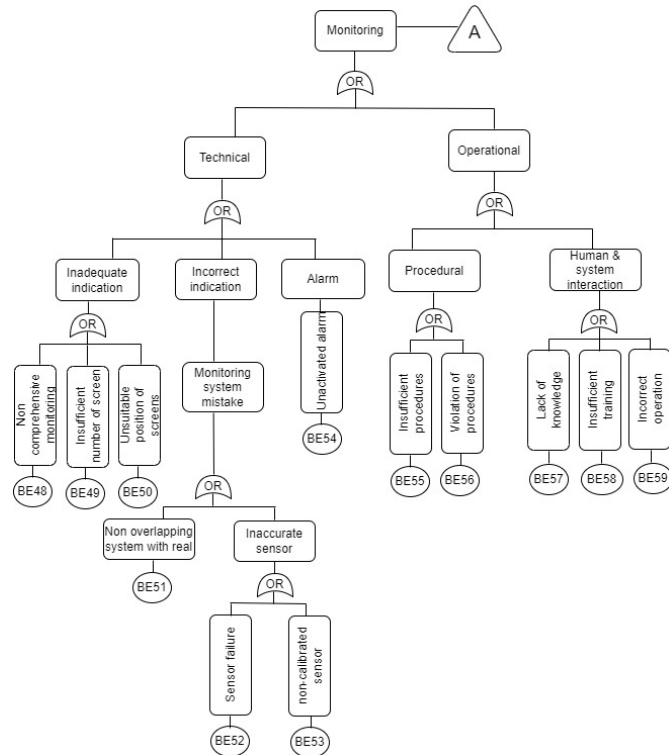 Monitoring
A
OR
Technical
Operational
OR
OR
Inadequate
indication
Incorrect
indication
Alarm
Procedural
Human &
system
interaction
OR
OR
OR
Non
comprehensive
monitoring
Insufficient
number of screen
Unsuitable
position of
screens
Monitoring
system
mistake
Unactivated alarm
Insufficient
procedures
Violation of
procedures
Lack of
knowledge
Insufficient
training
Incorrect
operation
BE48
BE49
BE50
BE54
BE55
BE56
BE57
BE58
BE59
OR
Non overlapping
system with real
Inaccurate
sensor
BE51
OR
Sensor failure
non-calibrated
sensor
BE52
BE53